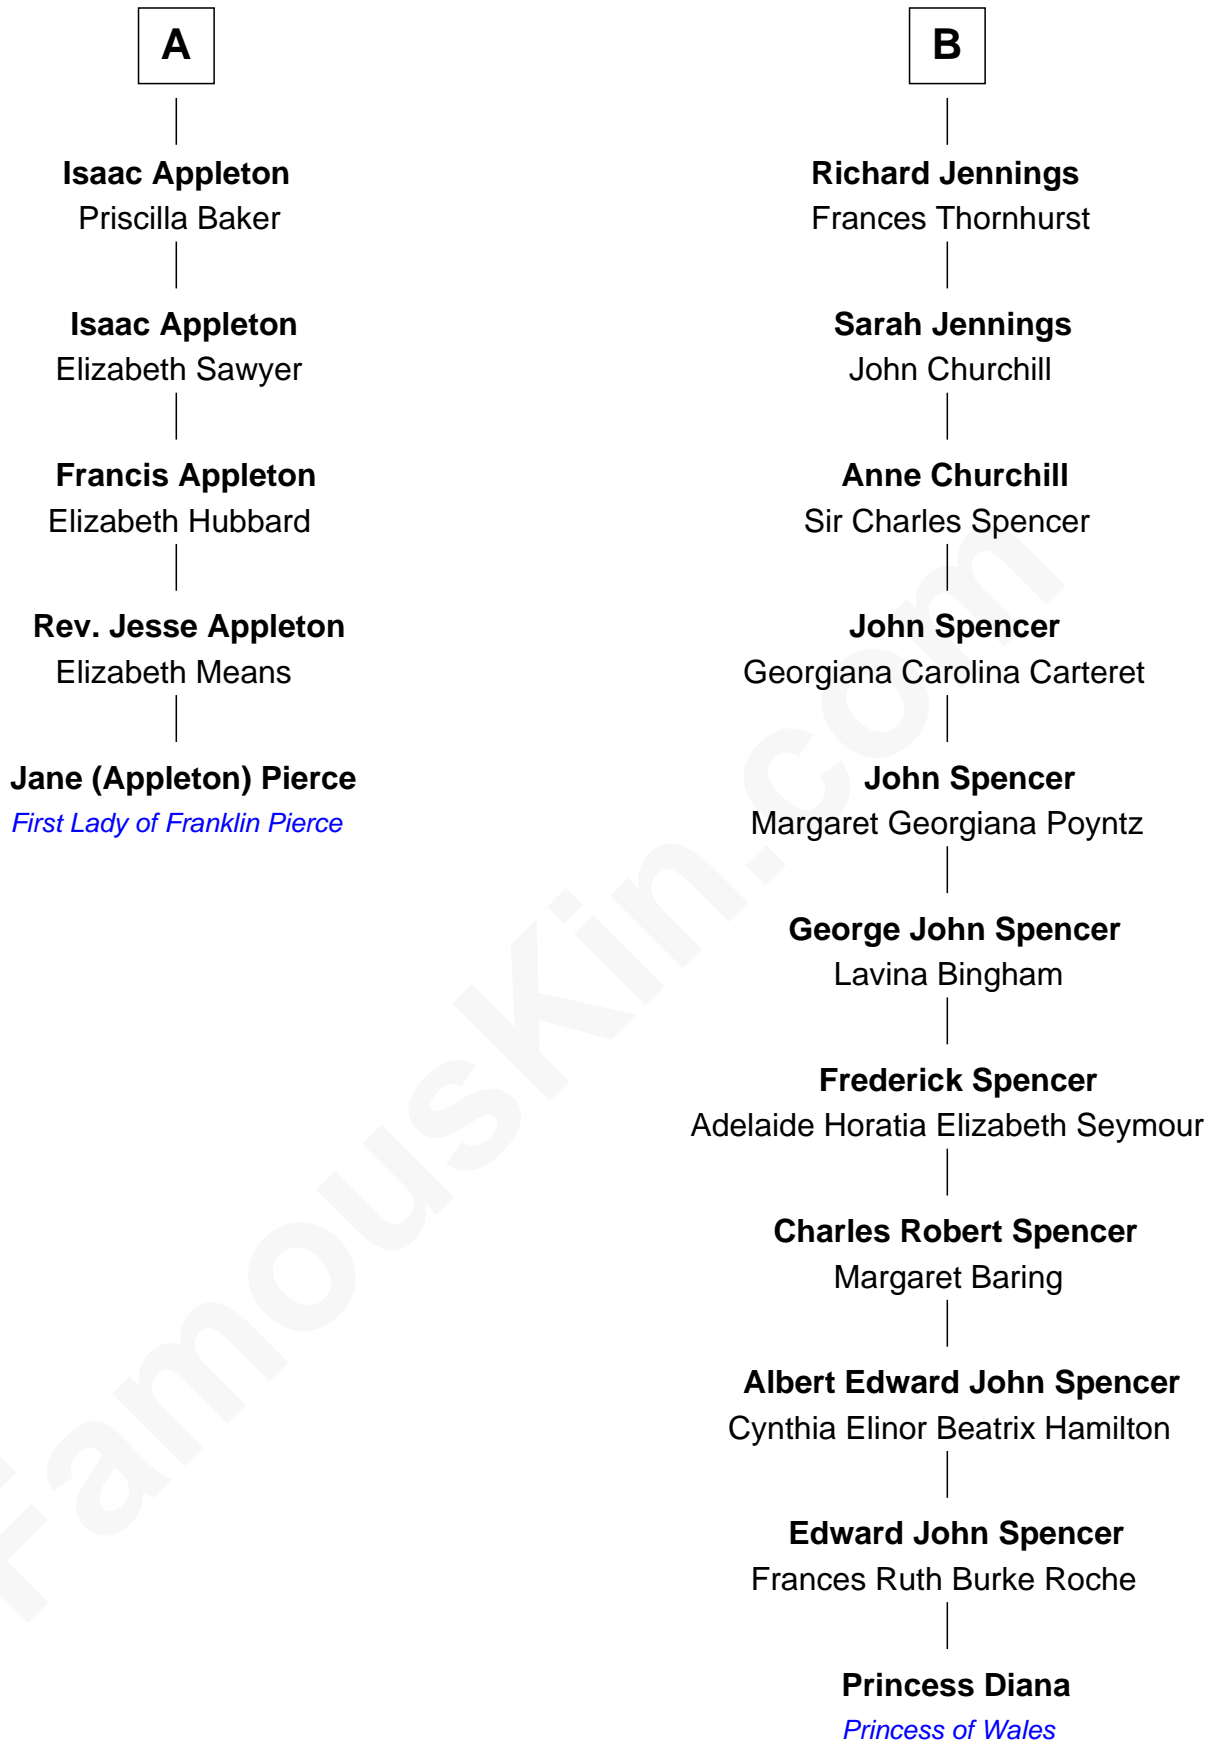 A
Isaac Appleton
Priscilla Baker
Isaac Appleton
Elizabeth Sawyer
Francis Appleton
Elizabeth Hubbard
Rev. Jesse Appleton
Elizabeth Means
Jane (Appleton) Pierce
First Lady of Franklin Pierce
B
Richard Jennings
Frances Thornhurst
Sarah Jennings
John Churchill
Anne Churchill
Sir Charles Spencer
John Spencer
Georgiana Carolina Carteret
John Spencer
Margaret Georgiana Poyntz
George John Spencer
Lavina Bingham
Frederick Spencer
Adelaide Horatia Elizabeth Seymour
Charles Robert Spencer
Margaret Baring
Albert Edward John Spencer
Cynthia Elinor Beatrix Hamilton
Edward John Spencer
Frances Ruth Burke Roche
Princess Diana
Princess of Wales
FamousKin.com